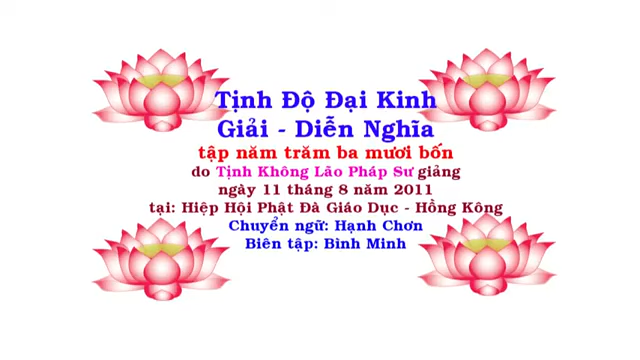 Tịnh Độ Đại Kinh
Giải - Diễn Nghĩa
tập năm trăm ba mươi bốn
do Tịnh Không Lão Pháp Sư giảng
ngày 11 tháng 8 năm 2011
tại: Hiệp Hội Phật Đà Giáo Dục - Hồng Kông
Chuyển ngữ: Hạnh Chơn
Biên tập: Bình Minh